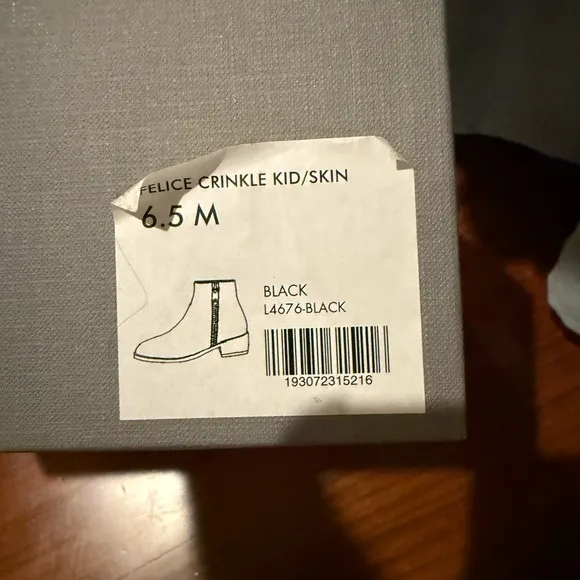 FELICE CRINKLE KID/SKIN
6.5 M
BLACK
L4676-BLACK
193072315216